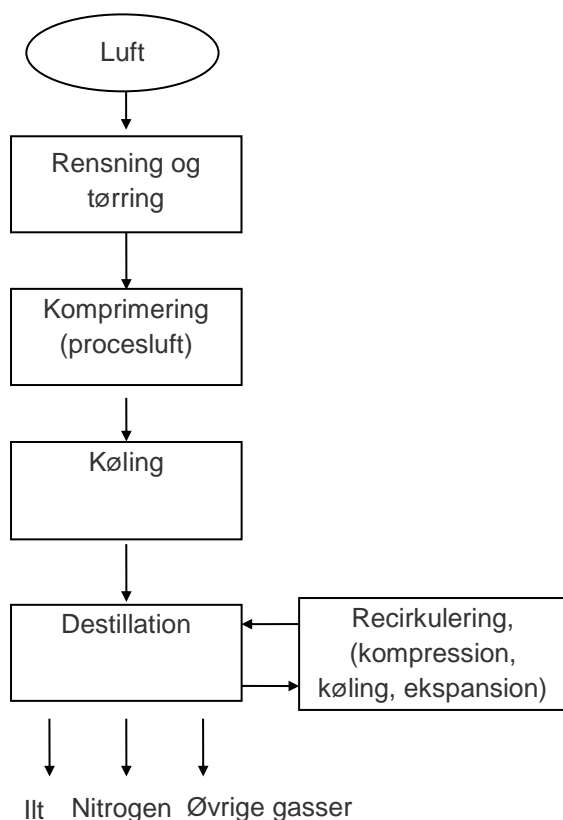 Luft
Rensning og
tørring
Komprimering
(procesluft)
Køling
Destillation
Recirkulering,
(kompression,
køling, ekspansion)
Ilt Nitrogen Øvrige gasser